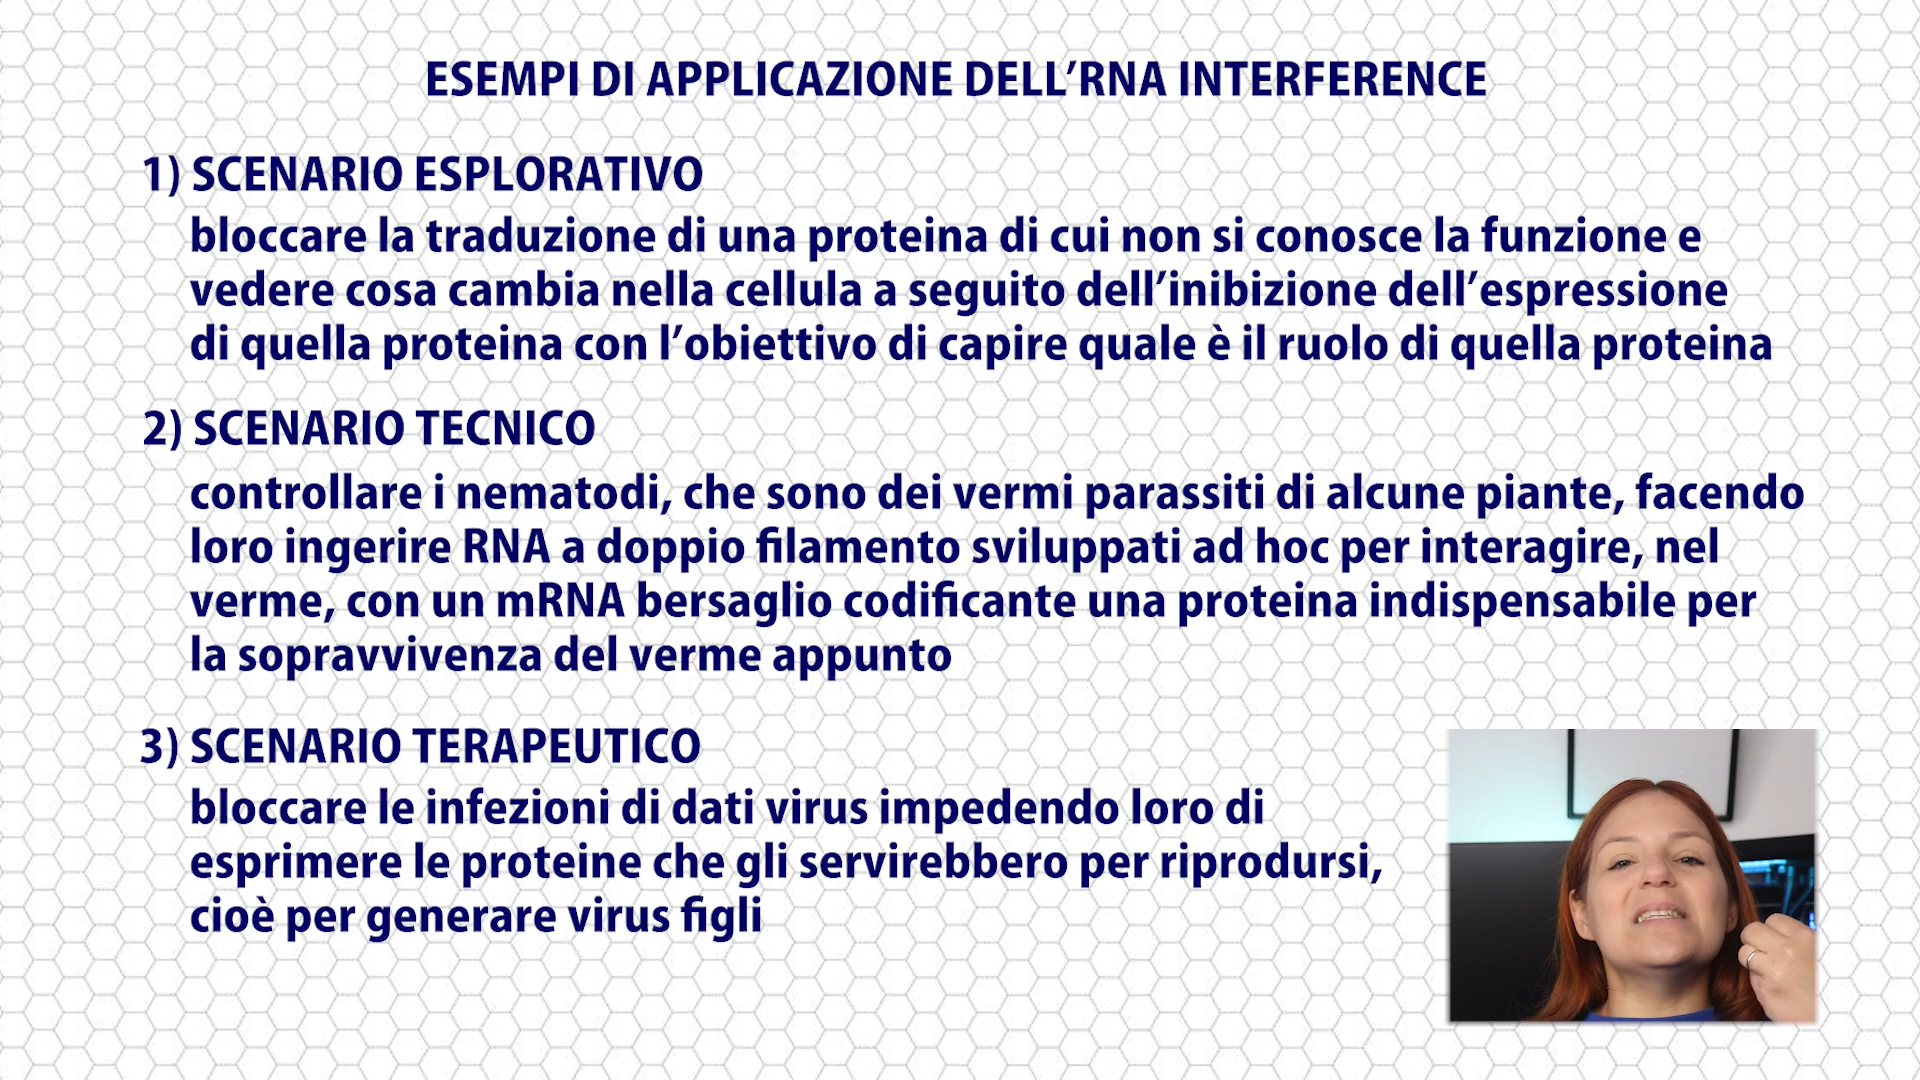 ESEMPI DI APPLICAZIONE DELL’RNA INTERFERENCE
1) SCENARIO ESPLORATIVO
bloccare la traduzione di una proteina di cui non si conosce la funzione e
vedere cosa cambia nella cellula a seguito dell’inibizione dell’espressione
di quella proteina con l’obiettivo di capire quale è il ruolo di quella proteina
2) SCENARIO TECNICO
controllare i nematodi, che sono dei vermi parassiti di alcune piante, facendo
loro ingerire RNA a doppio filamento sviluppati ad hoc per interagire, nel
verme, con un mRNA bersaglio codificante una proteina indispensabile per
la sopravvivenza del verme appunto
3) SCENARIO TERAPEUTICO
bloccare le infezioni di dati virus impedendo loro di
esprimere le proteine che gli servirebbero per riprodursi,
cioè per generare virus figli